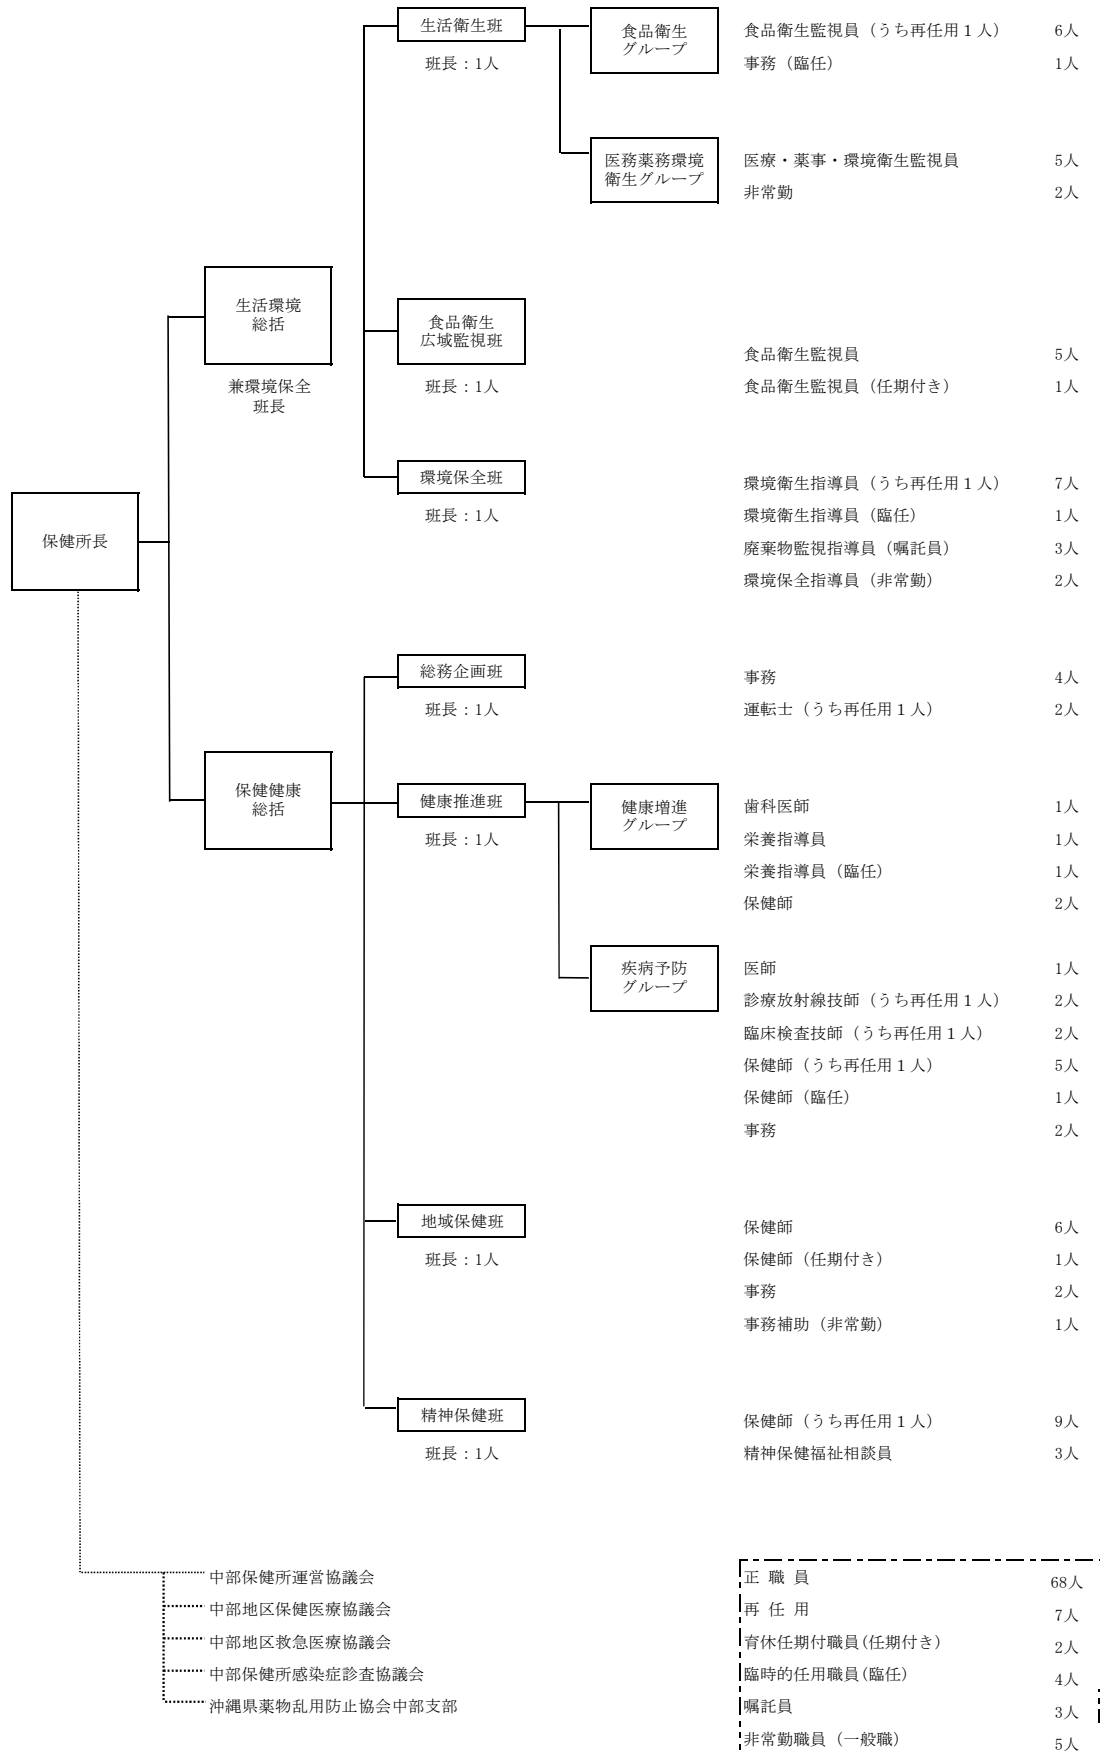 生活衛生班
班長：1人
食品衛生
グループ
食品衛生監視員（うち再任用１人） 6人
事務（臨任） 1人
医務薬務環境
衛生グループ
医療・薬事・環境衛生監視員 5人
非常勤 2人
生活環境
総括
兼環境保全
班長
食品衛生
広域監視班
班長：1人
食品衛生監視員 5人
食品衛生監視員（任期付き） 1人
環境保全班
班長：1人
環境衛生指導員（うち再任用１人） 7人
環境衛生指導員（臨任） 1人
廃棄物監視指導員（嘱託員） 3人
環境保全指導員（非常勤） 2人
保健所長
総務企画班
班長：1人
事務 4人
運転士（うち再任用１人） 2人
保健健康
総括
健康推進班
班長：1人
健康増進
グループ
歯科医師 1人
栄養指導員 1人
栄養指導員（臨任） 1人
保健師 2人
疾病予防
グループ
医師 1人
診療放射線技師（うち再任用１人） 2人
臨床検査技師（うち再任用１人） 2人
保健師（うち再任用１人） 5人
保健師（臨任） 1人
事務 2人
地域保健班
班長：1人
保健師 6人
保健師（任期付き） 1人
事務 2人
事務補助（非常勤） 1人
精神保健班
班長：1人
保健師（うち再任用１人） 9人
精神保健福祉相談員 3人
中部保健所運営協議会
中部地区保健医療協議会
中部地区救急医療協議会
中部保健所感染症診査協議会
沖縄県薬物乱用防止協会中部支部
正 職 員 68人
再 任 用 7人
育休任期付職員(任期付き） 2人
臨時的任用職員(臨任） 4人
嘱託員 3人
非常勤職員（一般職） 5人